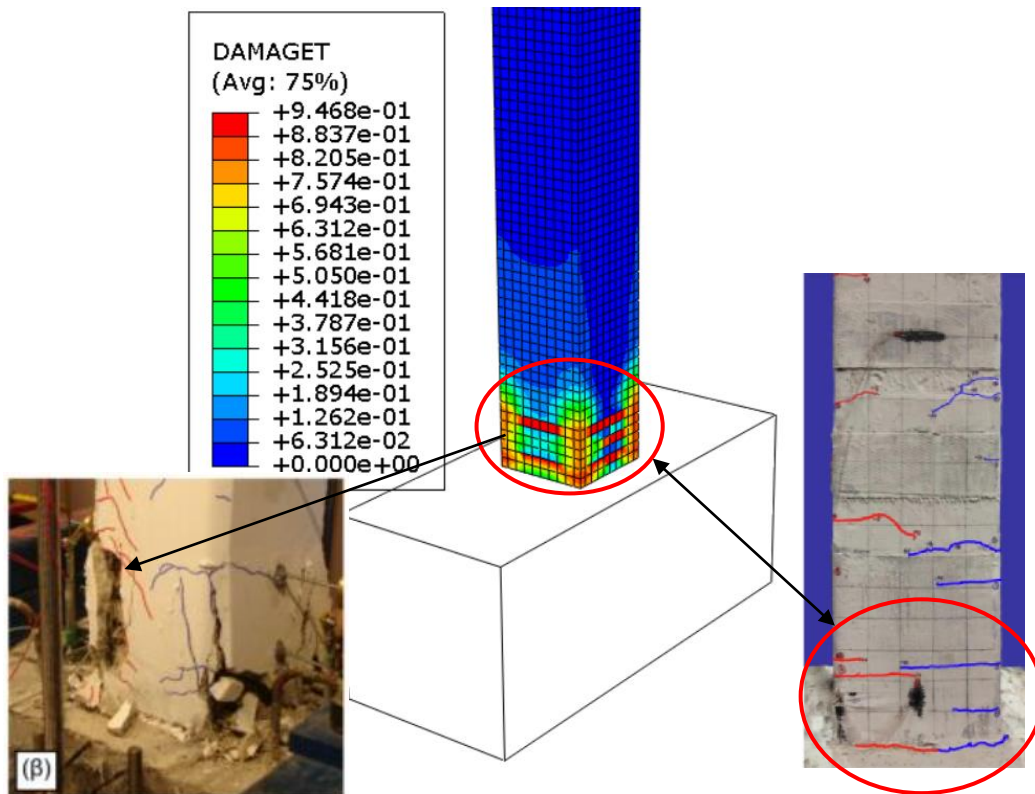 DAMAGET
(Avg: 75%)
+9.468e-01
+8.837e-01
+8.205e-01
+7.574e-01
+6.943e-01
+6.312e-01
+5.681e-01
+5.050e-01
+4.418e-01
+3.787e-01
+3.156e-01
+2.525e-01
+1.894e-01
+1.262e-01
+6.312e-02
+0.000e+00
(β)